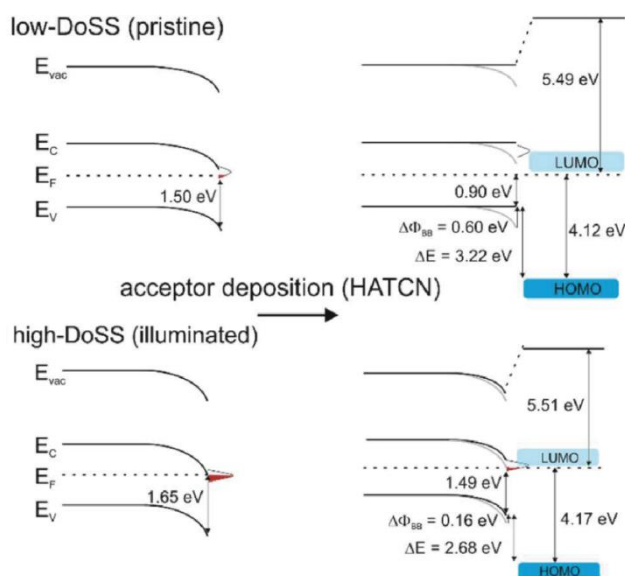 low-DoSS (pristine)
E_vac
E_C
E_F
E_V
1.50 eV
5.49 eV
LUMO
0.90 eV
ΔΦ_BB = 0.60 eV
ΔE = 3.22 eV
4.12 eV
HOMO
acceptor deposition (HATCN)
high-DoSS (illuminated)
E_vac
E_C
E_F
E_V
1.65 eV
5.51 eV
LUMO
1.49 eV
ΔΦ_BB = 0.16 eV
ΔE = 2.68 eV
4.17 eV
HOMO